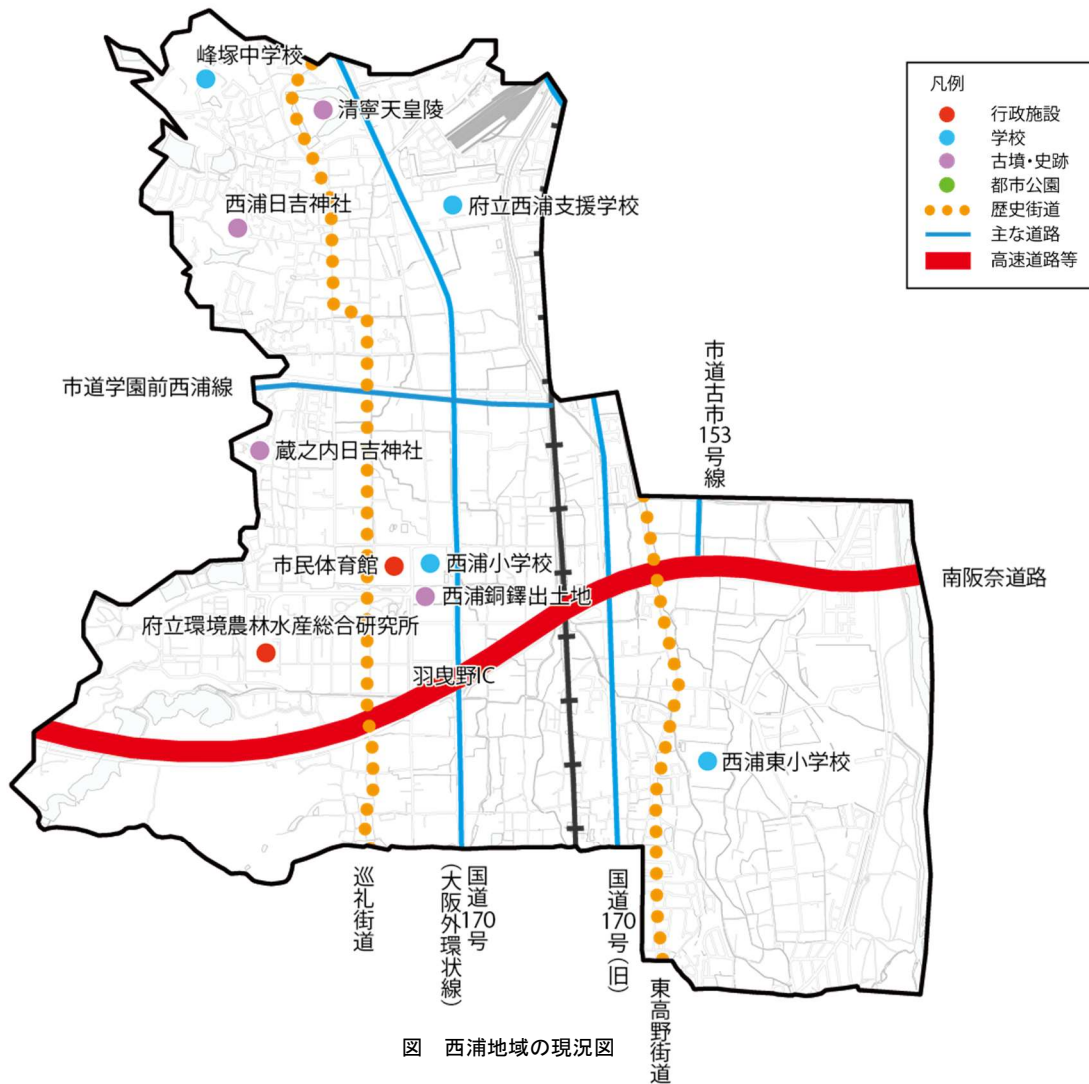 峰塚中学校
清寧天皇陵
西浦日吉神社
府立西浦支援学校
凡例
行政施設
学校
古墳・史跡
都市公園
歴史街道
主な道路
高速道路等
市道学園前西浦線
市道古市153号線
蔵之内日吉神社
市民体育館
西浦小学校
西浦銅鐸出土地
南阪奈道路
府立環境農林水産総合研究所
羽曳野IC
西浦東小学校
巡礼街道
国道170号
(大阪外環状線)
国道170号(旧)
東高野街道
図 西浦地域の現況図